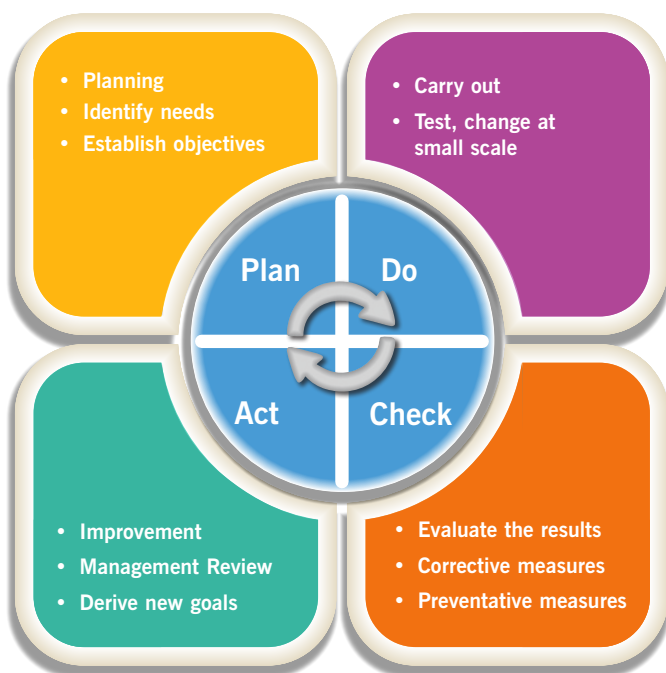 • Planning
• Identify needs
• Establish objectives
• Carry out
• Test, change at
small scale
Plan
Do
Act
Check
• Improvement
• Management Review
• Derive new goals
• Evaluate the results
• Corrective measures
• Preventative measures